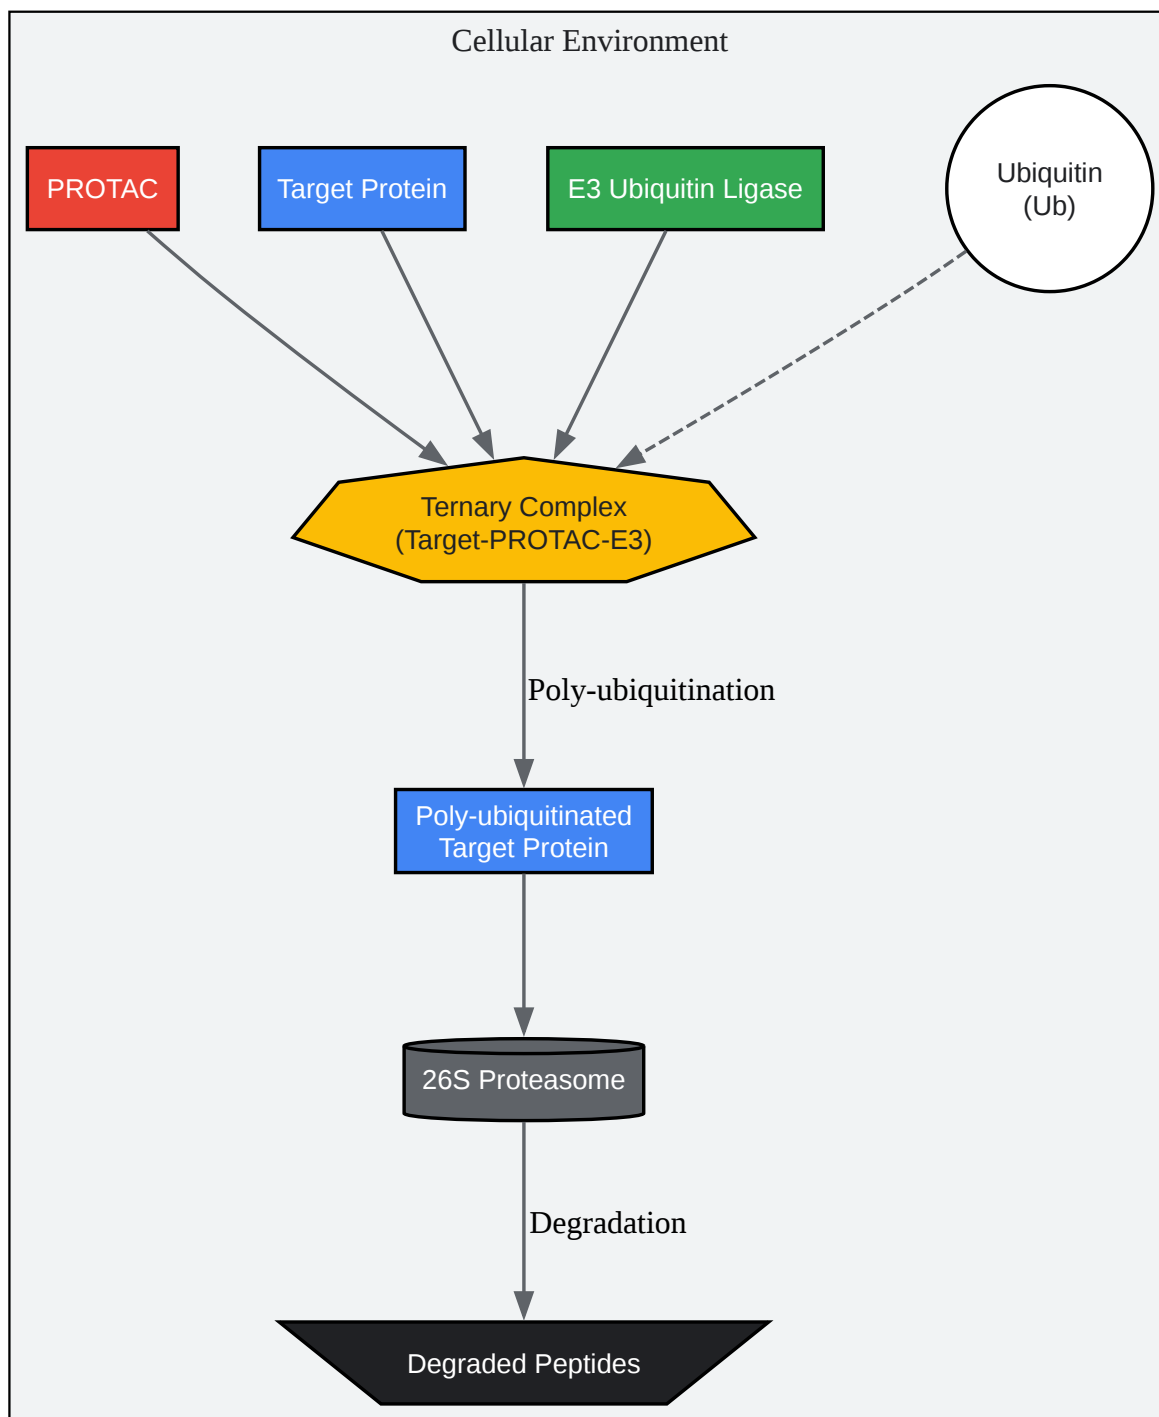 Cellular Environment
PROTAC
Target Protein
E3 Ubiquitin Ligase
Ubiquitin
(Ub)
Ternary Complex
(Target-PROTAC-E3)
Poly-ubiquitination
Poly-ubiquitinated
Target Protein
26S Proteasome
Degradation
Degraded Peptides